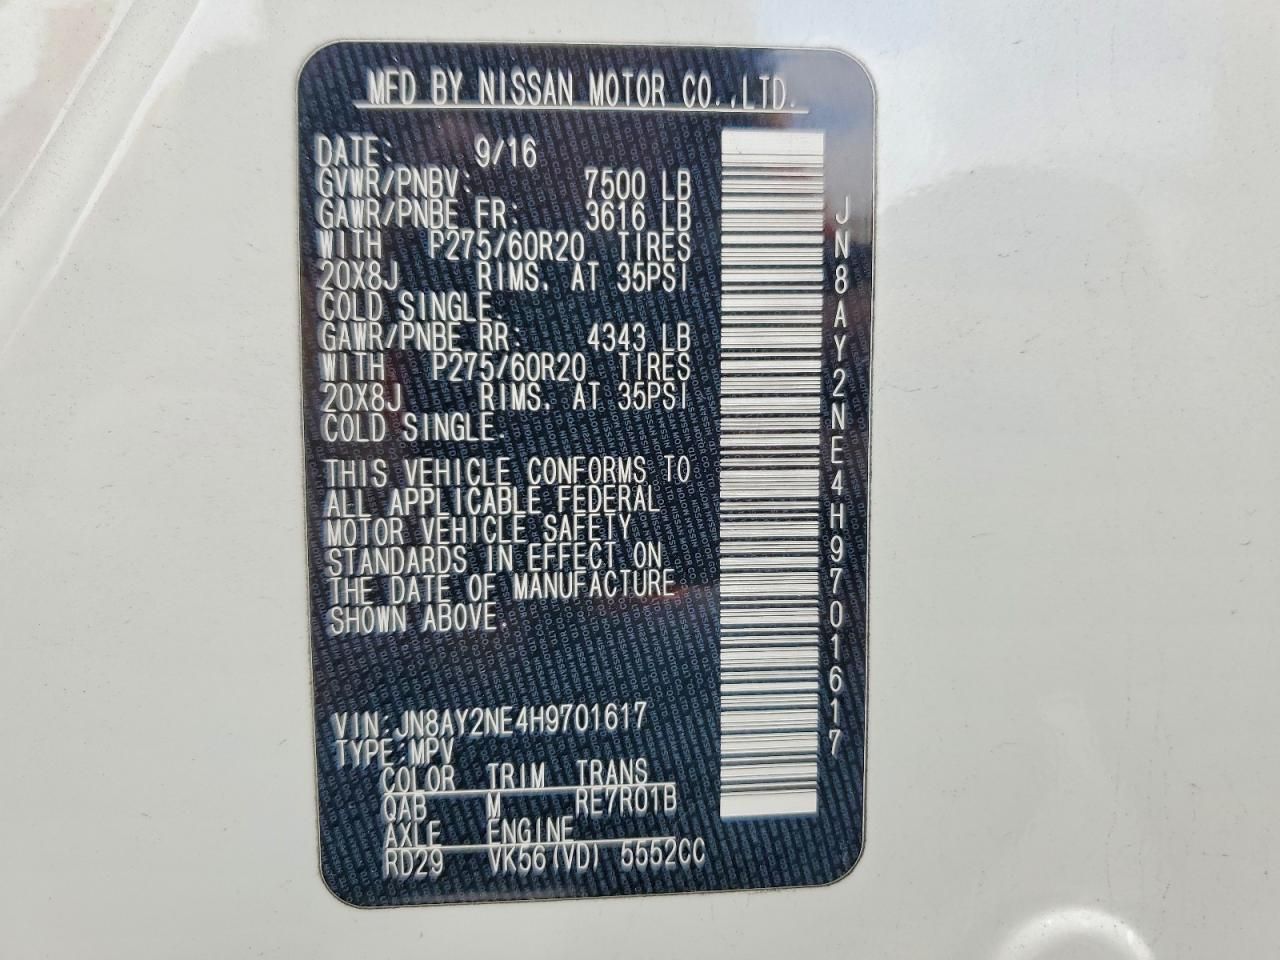 MFD BY NISSAN MOTOR CO.,LTD.
DATE: 9/16
GVWR/PNBV: 7500 LB
GAWR/PNBE FR: 3616 LB
WITH P275/60R20 TIRES
20X8J RIMS. AT 35PSI
COLD SINGLE.
GAWR/PNBE RR: 4343 LB
WITH P275/60R20 TIRES
20X8J RIMS. AT 35PSI
COLD SINGLE.
THIS VEHICLE CONFORMS TO
ALL APPLICABLE FEDERAL
MOTOR VEHICLE SAFETY
STANDARDS IN EFFECT ON
THE DATE OF MANUFACTURE
SHOWN ABOVE.
VIN:JN8AY2NE4H9701617
TYPE:MPV
COLOR TRIM TRANS
QAB M RE7R01B
AXLE ENGINE
RD29 VK56(VD) 5552CC
JN8AY2NE4H9701617